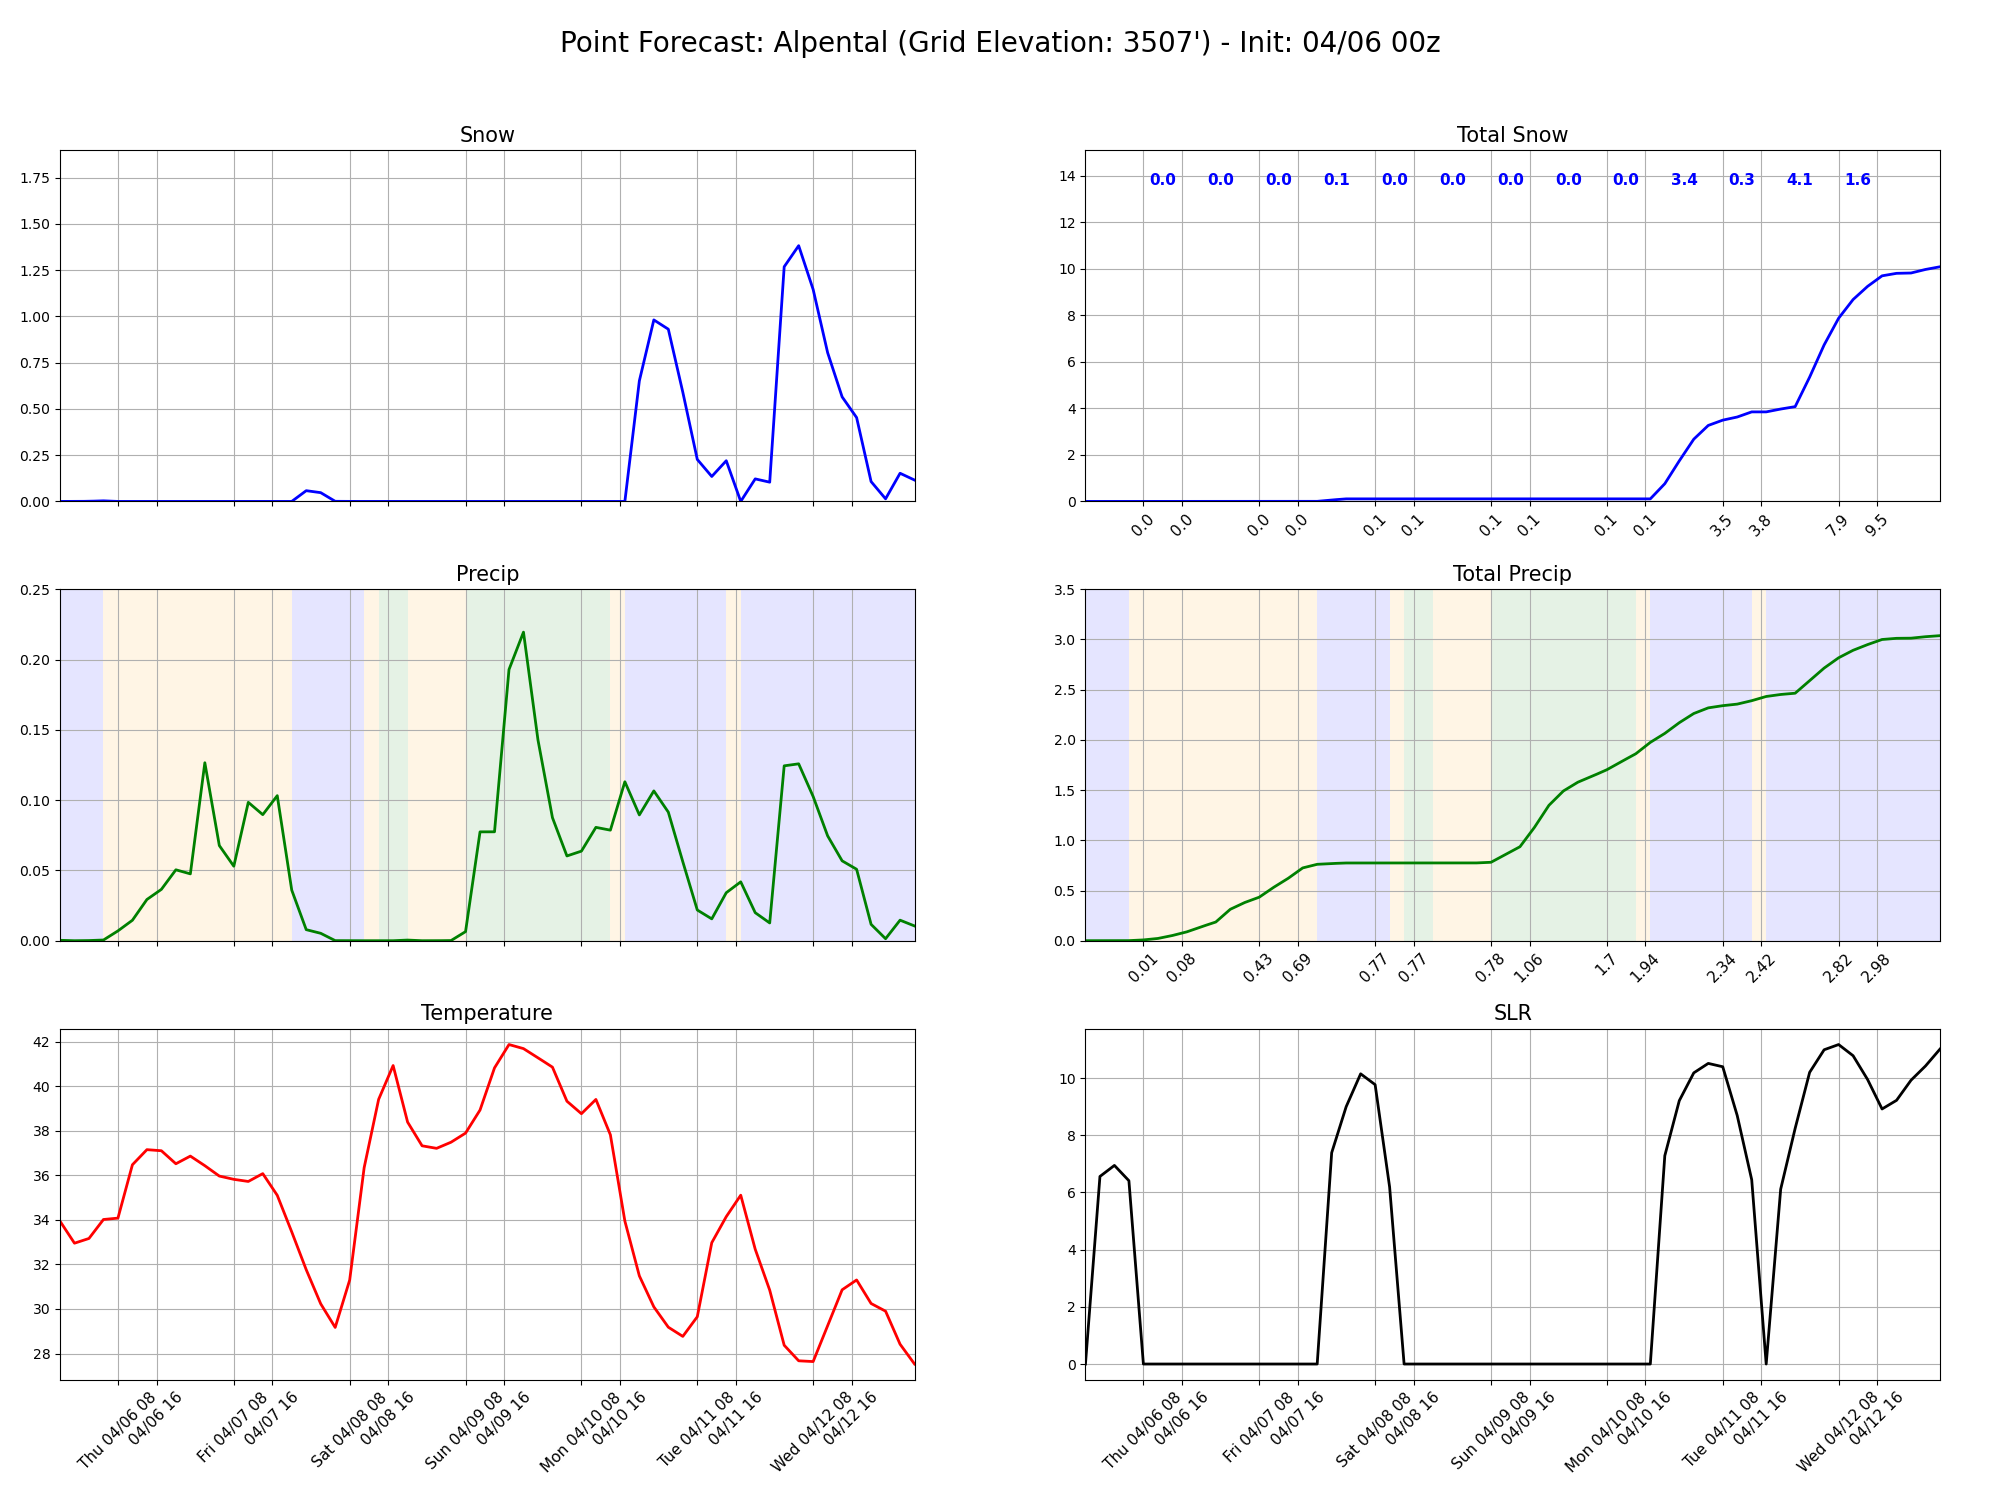 Point Forecast: Alpental (Grid Elevation: 3507') - Init: 04/06 00z
Snow
1.75
1.50
1.25
1.00
0.75
0.50
0.25
0.00
Total Snow
14
12
10
8
6
4
2
0
0.0 0.0 0.0 0.1 0.0 0.0 0.0 0.0 0.0 3.4 0.3 4.1 1.6
0.0 0.0 0.0 0.0 0.1 0.1 0.1 0.1 0.1 0.1 3.5 3.8 7.9 9.5
Precip
0.25
0.20
0.15
0.10
0.05
0.00
Total Precip
3.5
3.0
2.5
2.0
1.5
1.0
0.5
0.0
0.01 0.08 0.43 0.69 0.77 0.77 0.78 1.06 1.7 1.94 2.34 2.42 2.82 2.98
Temperature
42
40
38
36
34
32
30
28
Thu 04/06 08
04/06 16
Fri 04/07 08
04/07 16
Sat 04/08 08
04/08 16
Sun 04/09 08
04/09 16
Mon 04/10 08
04/10 16
Tue 04/11 08
04/11 16
Wed 04/12 08
04/12 16
SLR
10
8
6
4
2
0
Thu 04/06 08
04/06 16
Fri 04/07 08
04/07 16
Sat 04/08 08
04/08 16
Sun 04/09 08
04/09 16
Mon 04/10 08
04/10 16
Tue 04/11 08
04/11 16
Wed 04/12 08
04/12 16